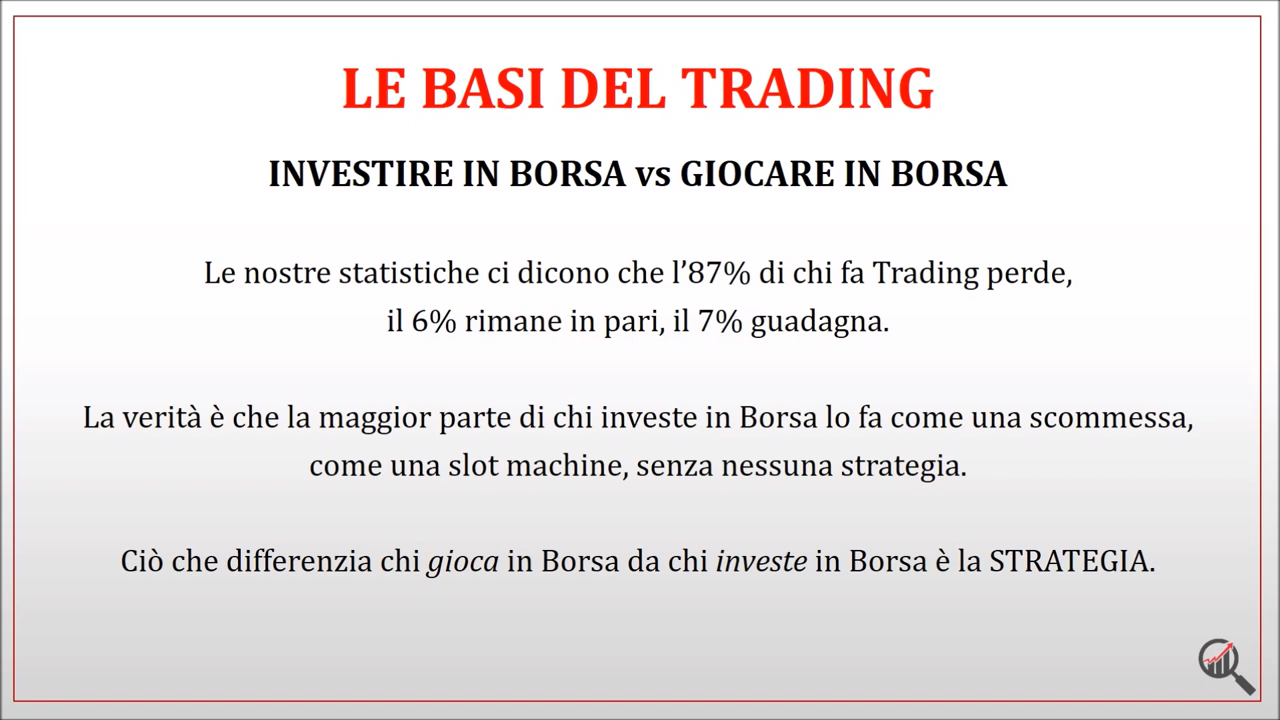 LE BASI DEL TRADING
INVESTIRE IN BORSA vs GIOCARE IN BORSA
Le nostre statistiche ci dicono che l’87% di chi fa Trading perde,
il 6% rimane in pari, il 7% guadagna.
La verità è che la maggior parte di chi investe in Borsa lo fa come una scommessa,
come una slot machine, senza nessuna strategia.
Ciò che differenzia chi gioca in Borsa da chi investe in Borsa è la STRATEGIA.